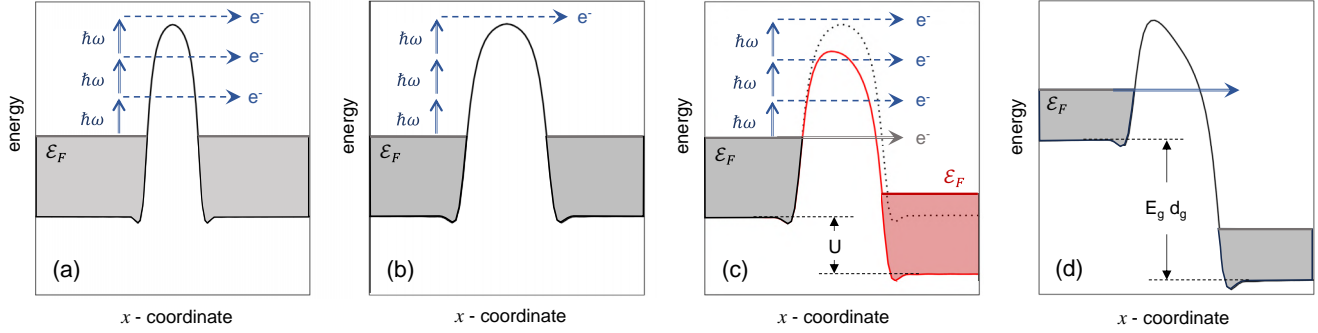 energy
ħω
ħω
ħω
e-
e-
e-
ℰF
(a)
x - coordinate
energy
ħω
ħω
ħω
e-
ℰF
(b)
x - coordinate
energy
ħω
ħω
ħω
e-
e-
e-
e-
ℰF
ℰF
U
(c)
x - coordinate
energy
ℰF
Eg dg
(d)
x - coordinate